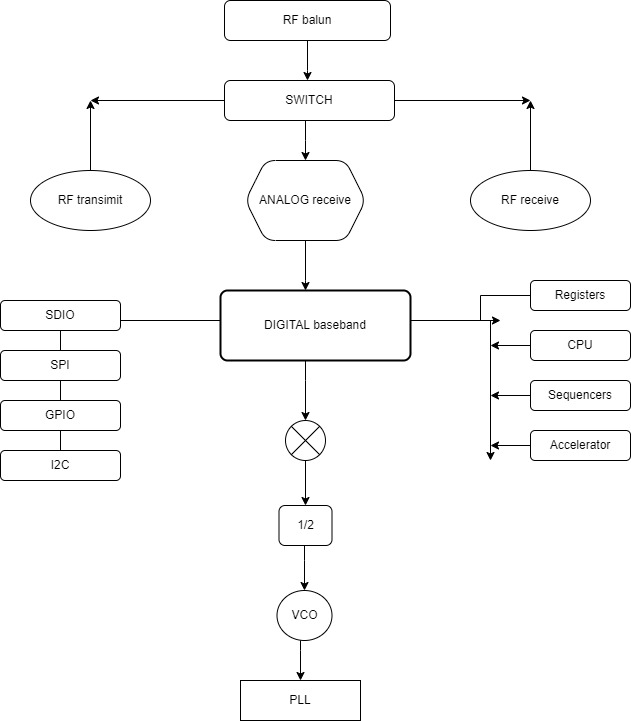 RF balun
SWITCH
RF transimit
ANALOG receive
RF receive
DIGITAL baseband
SDIO
SPI
GPIO
I2C
Registers
CPU
Sequencers
Accelerator
1/2
VCO
PLL